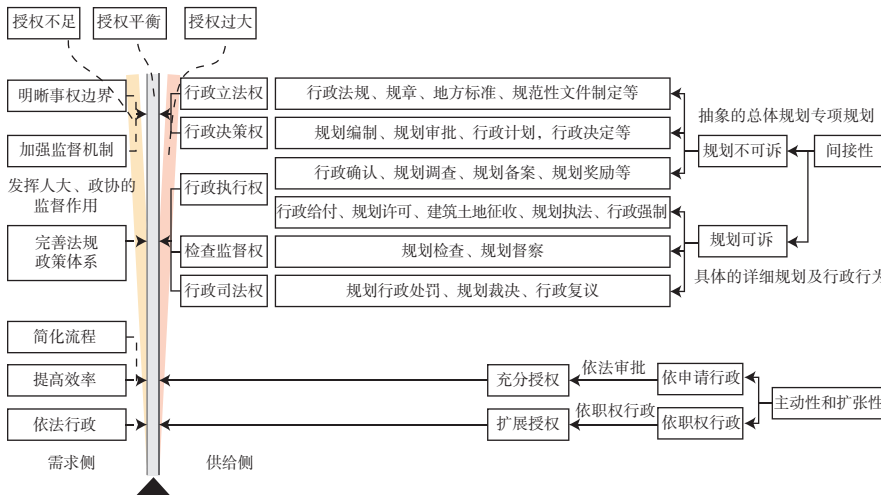 授权不足
授权平衡
授权过大
明晰事权边界
加强监督机制
发挥人大、政协的
监督作用
完善法规
政策体系
简化流程
提高效率
依法行政
需求侧
供给侧
行政立法权
行政决策权
行政执行权
检查监督权
行政司法权
行政法规、规章、地方标准、规范性文件制定等
规划编制、规划审批、行政计划，行政决定等
行政确认、规划调查、规划备案、规划奖励等
行政给付、规划许可、建筑土地征收、规划执法、行政强制
规划检查、规划督察
规划行政处罚、规划裁决、行政复议
抽象的总体规划专项规划
规划不可诉
间接性
规划可诉
具体的详细规划及行政行为
充分授权
依法审批
依申请行政
扩展授权
依职权行政
依职权行政
主动性和扩张性